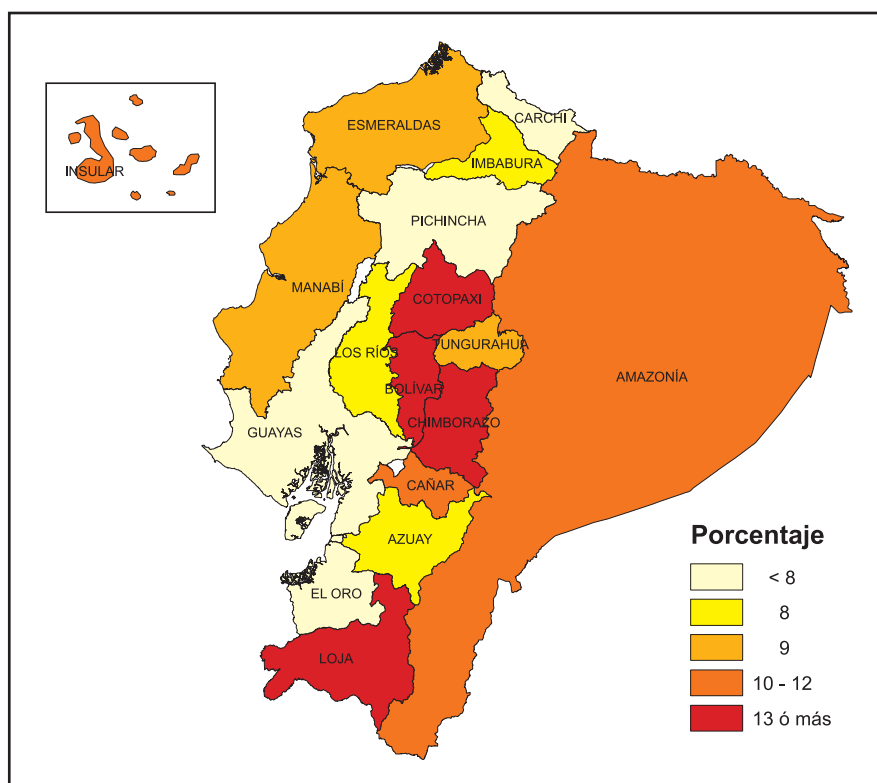 ESMERALDAS
CARCHI
IMBABURA
INSULAR
PICHINCHA
MANABÍ
COTOPAXI
TUNGURAHUA
LOS RÍOS
AMAZONÍA
BOLÍVAR
CHIMBORAZO
GUAYAS
CAÑAR
AZUAY
EL ORO
LOJA
Porcentaje
< 8
8
9
10 - 12
13 ó más